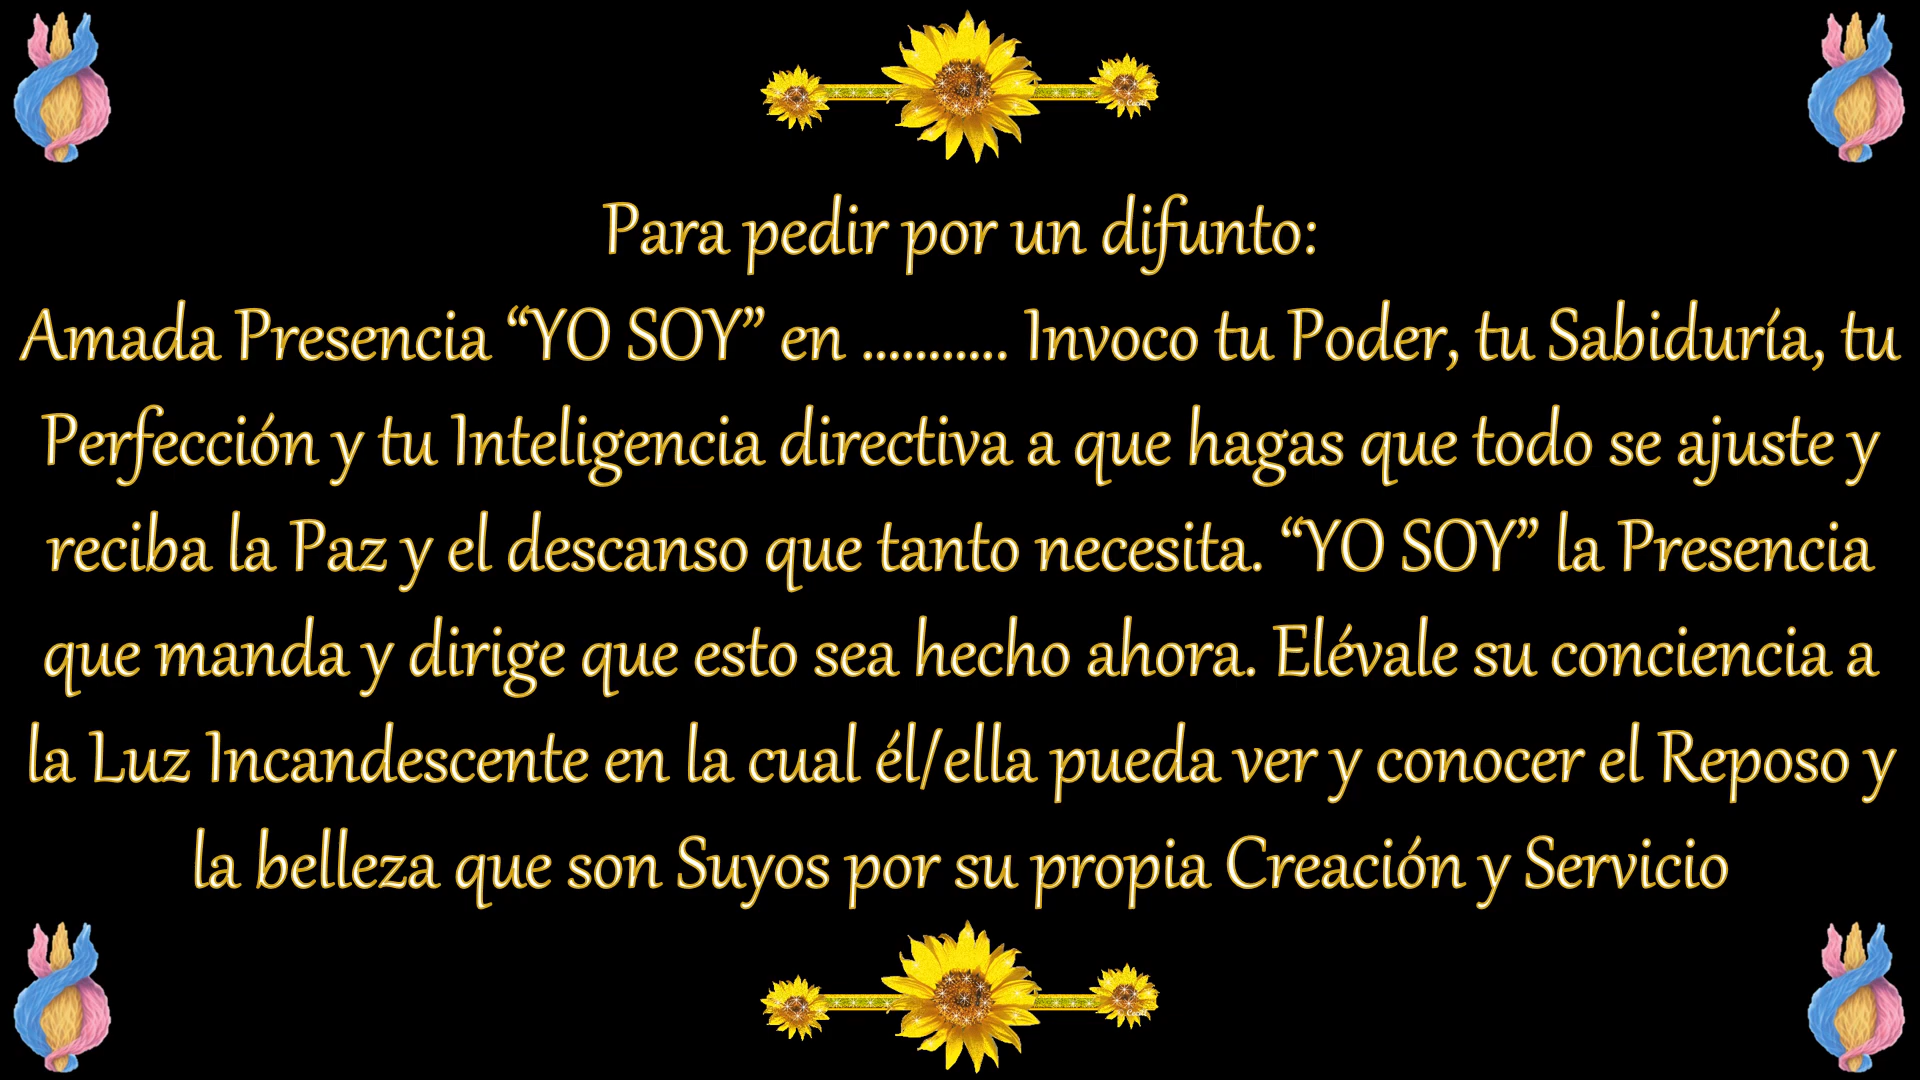 Para pedir por un difunto:
Amada Presencia “YO SOY” en ........... Invoco tu Poder, tu Sabiduría, tu
Perfección y tu Inteligencia directiva a que hagas que todo se ajuste y
reciba la Paz y el descanso que tanto necesita. “YO SOY” la Presencia
que manda y dirige que esto sea hecho ahora. Elévale su conciencia a
la Luz Incandescente en la cual él/ella pueda ver y conocer el Reposo y
la belleza que son Suyos por su propia Creación y Servicio